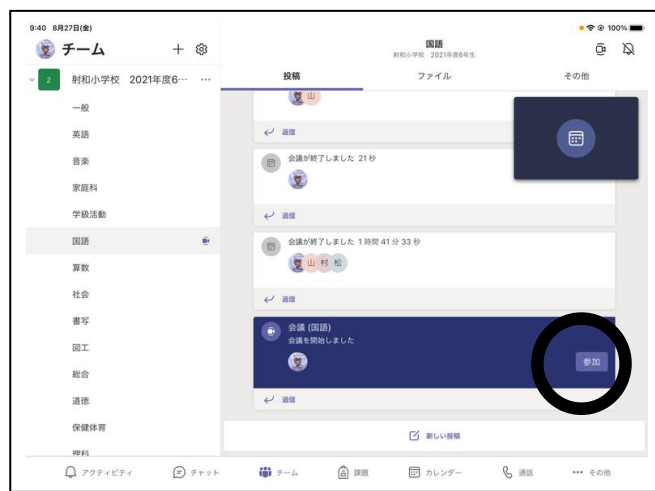 9:40 8月27日(金)
100%
チーム
国語
射和小学校 2021年度6年生
2 射和小学校 2021年度6… …
投稿 ファイル その他
一般
英語
音楽
家庭科
学級活動
国語
算数
社会
書写
図工
総合
道徳
保健体育
理科
山
返信
会議が終了しました 21 秒
返信
会議が終了しました 1 時間 41 分 33 秒
山 村 松
返信
会議 (国語)
会議を開始しました
参加
返信
新しい投稿
アクティビティ チャット チーム 課題 カレンダー 通話 … その他